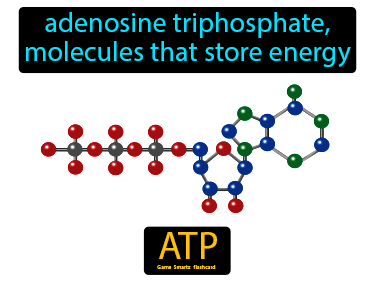 adenosine triphosphate,
molecules that store energy
ATP
Game Smartz flashcard